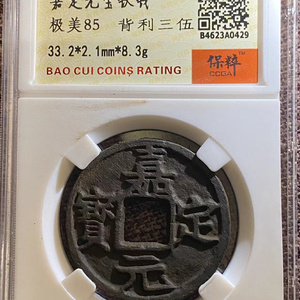 嘉定元宝铁钱
极美85 背利三伍
33.2*2.1mm*8.3g
BAO CUI COINS RATING
B4623A0429
保粹
CCGA
嘉定元寶